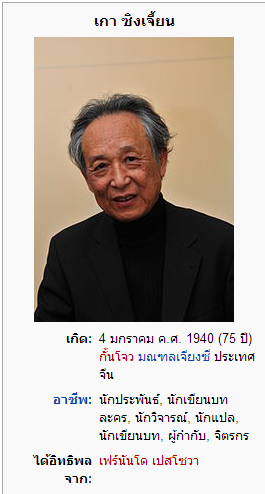 เกา ซิงเจี้ยน
เกิด: 4 มกราคม ค.ศ. 1940 (75 ปี)
กั้นโจว มณฑลเจียงซี ประเทศ
จีน
อาชีพ: นักประพันธ์, นักเขียนบท
ละคร, นักวิจารณ์, นักแปล,
นักเขียนบท, ผู้กำกับ, จิตรกร
ได้อิทธิพล เฟร์นันโด เปสโซวา
จาก: